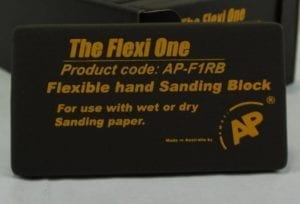 The Flexi One
Product code: AP-F1RB
Flexible hand Sanding Block
For use with wet or dry
Sanding paper.
Made in Australia by
AP®